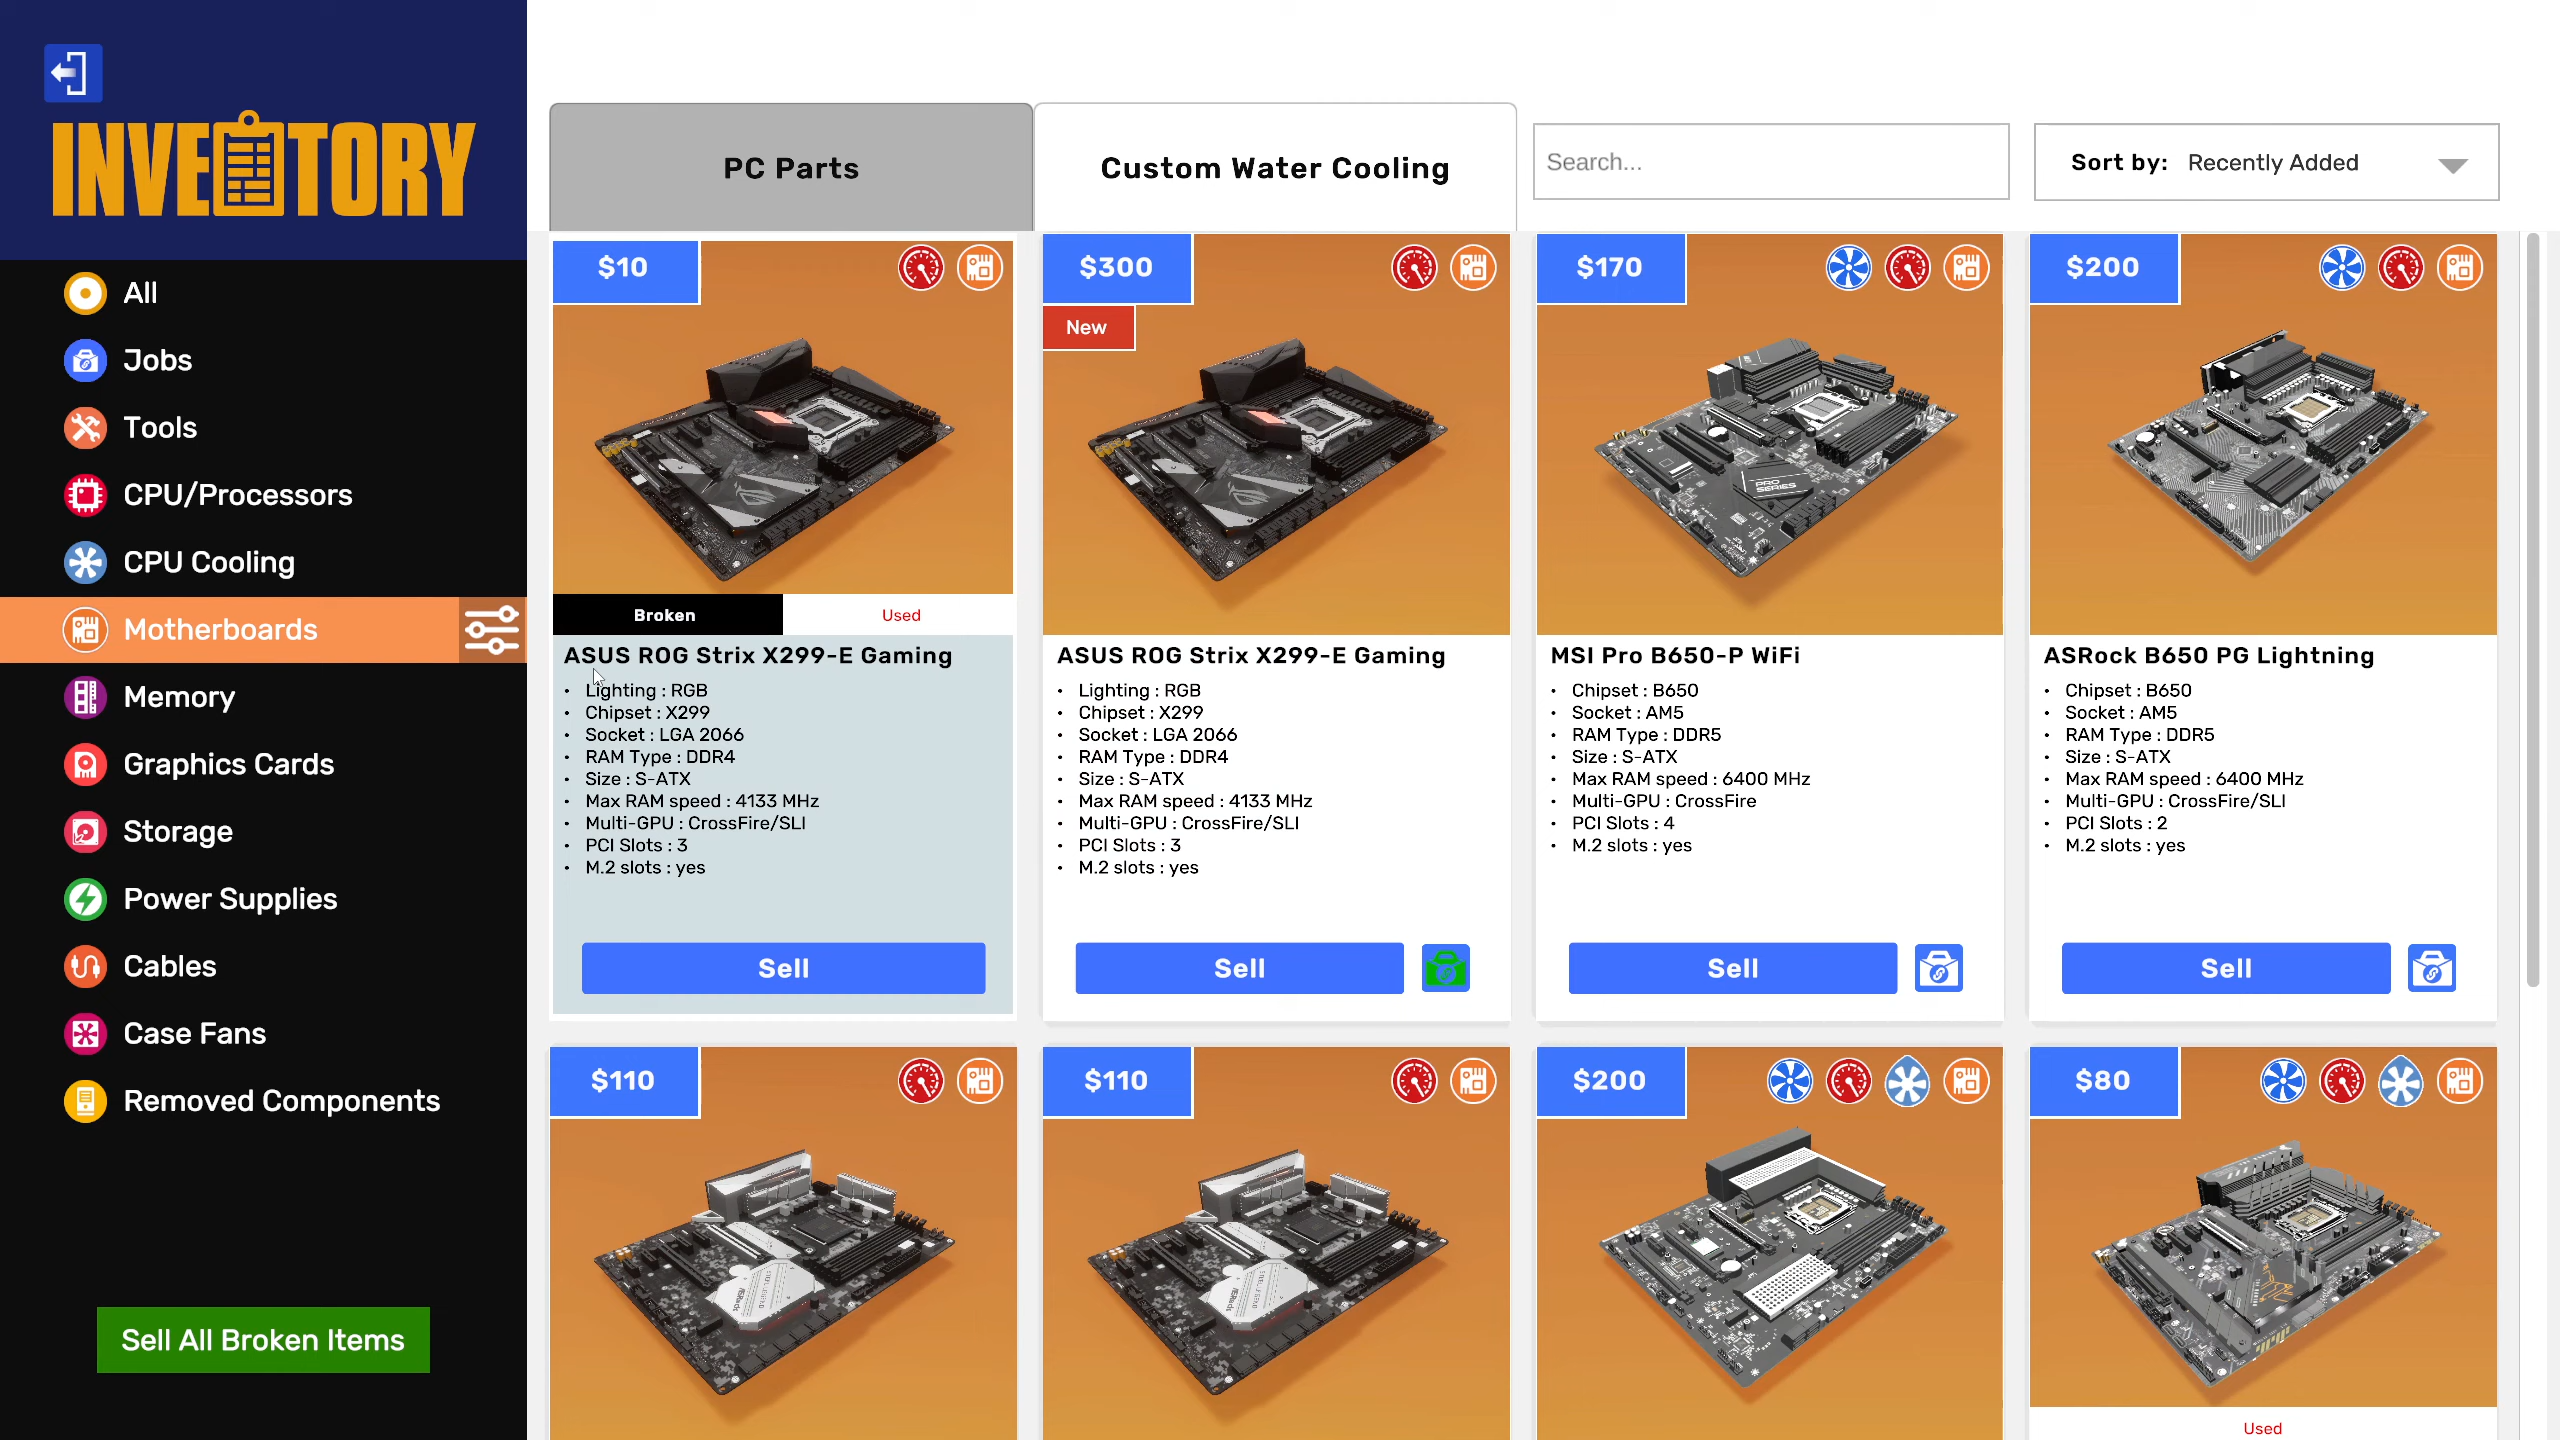 INVENTORY
All
Jobs
Tools
CPU/Processors
CPU Cooling
Motherboards
Memory
Graphics Cards
Storage
Power Supplies
Cables
Case Fans
Removed Components
Sell All Broken Items
PC Parts
Custom Water Cooling
Search...
Sort by: Recently Added
$10
Broken
Used
ASUS ROG Strix X299-E Gaming
• Lighting : RGB
• Chipset : X299
• Socket : LGA 2066
• RAM Type : DDR4
• Size : S-ATX
• Max RAM speed : 4133 MHz
• Multi-GPU : CrossFire/SLI
• PCI Slots : 3
• M.2 slots : yes
Sell
$300
New
ASUS ROG Strix X299-E Gaming
• Lighting : RGB
• Chipset : X299
• Socket : LGA 2066
• RAM Type : DDR4
• Size : S-ATX
• Max RAM speed : 4133 MHz
• Multi-GPU : CrossFire/SLI
• PCI Slots : 3
• M.2 slots : yes
Sell
$170
PRO
SERIES
MSI Pro B650-P WiFi
• Chipset : B650
• Socket : AM5
• RAM Type : DDR5
• Size : S-ATX
• Max RAM speed : 6400 MHz
• Multi-GPU : CrossFire
• PCI Slots : 4
• M.2 slots : yes
Sell
$200
ASRock B650 PG Lightning
• Chipset : B650
• Socket : AM5
• RAM Type : DDR5
• Size : S-ATX
• Max RAM speed : 6400 MHz
• Multi-GPU : CrossFire/SLI
• PCI Slots : 2
• M.2 slots : yes
Sell
$110
$110
$200
$80
Used